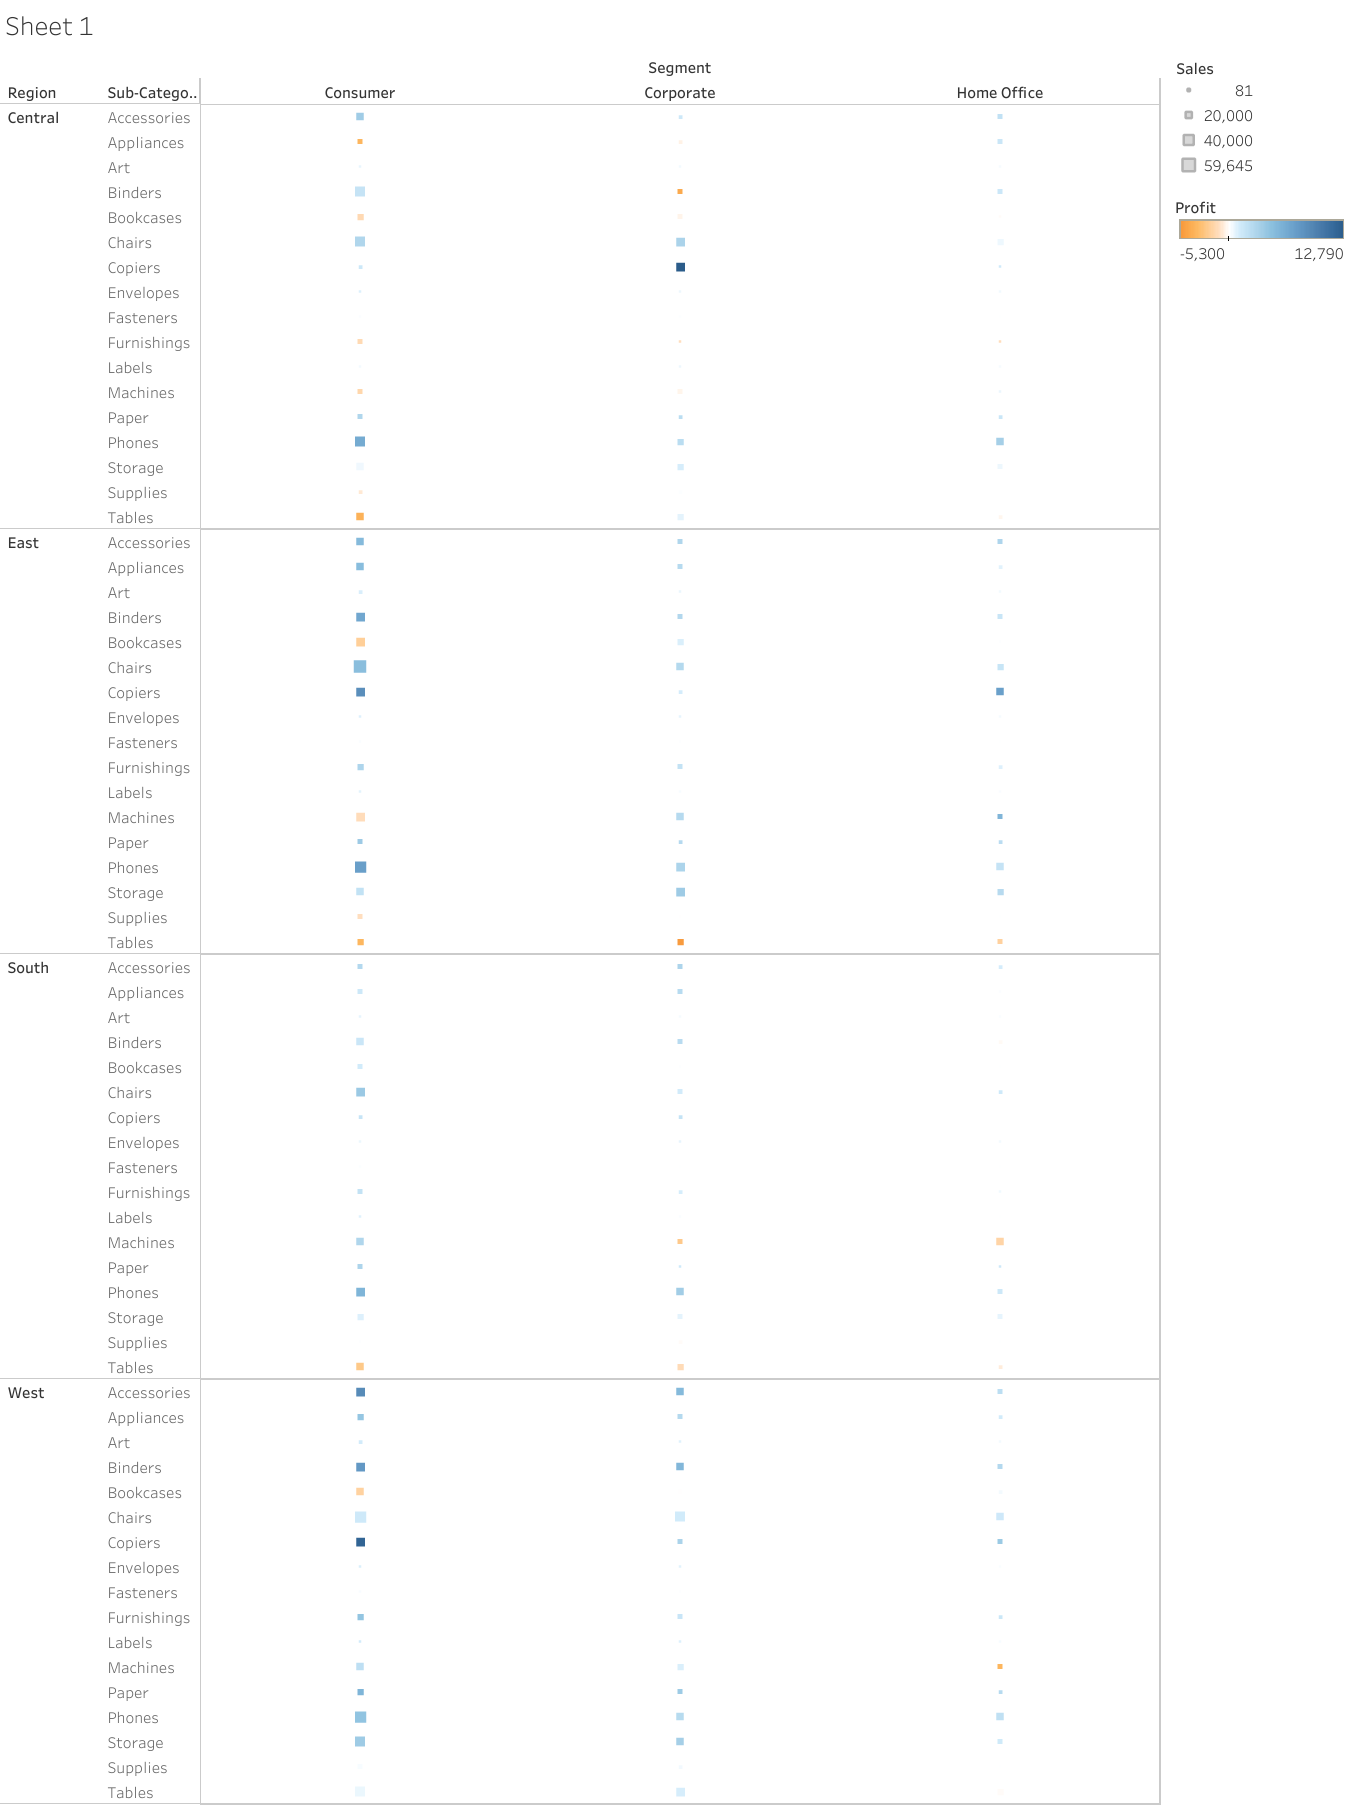 Sheet 1
Segment
Region Sub-Catego.. Consumer Corporate Home Office
Central Accessories
Appliances
Art
Binders
Bookcases
Chairs
Copiers
Envelopes
Fasteners
Furnishings
Labels
Machines
Paper
Phones
Storage
Supplies
Tables
East Accessories
Appliances
Art
Binders
Bookcases
Chairs
Copiers
Envelopes
Fasteners
Furnishings
Labels
Machines
Paper
Phones
Storage
Supplies
Tables
South Accessories
Appliances
Art
Binders
Bookcases
Chairs
Copiers
Envelopes
Fasteners
Furnishings
Labels
Machines
Paper
Phones
Storage
Supplies
Tables
West Accessories
Appliances
Art
Binders
Bookcases
Chairs
Copiers
Envelopes
Fasteners
Furnishings
Labels
Machines
Paper
Phones
Storage
Supplies
Tables
Sales
81
20,000
40,000
59,645
Profit
-5,300 12,790